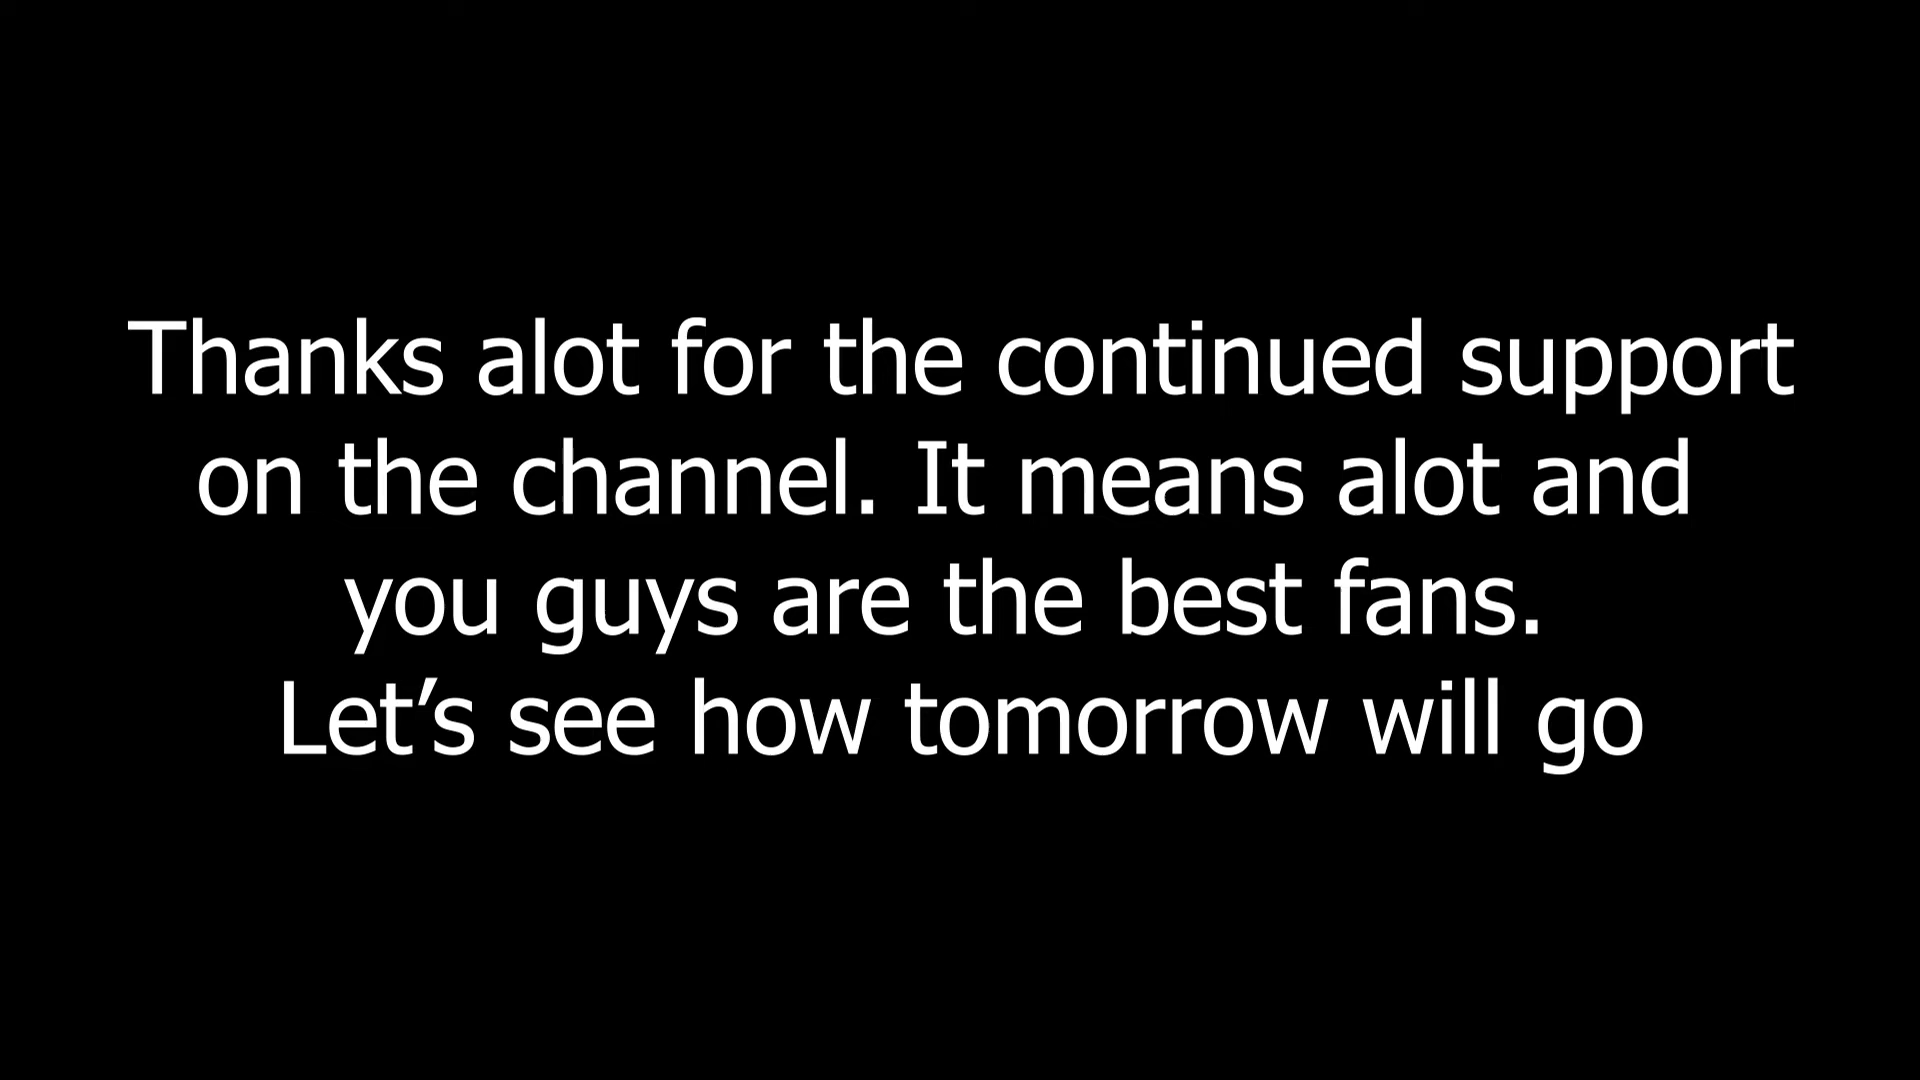 Thanks alot for the continued support
on the channel. It means alot and
you guys are the best fans.
Let’s see how tomorrow will go